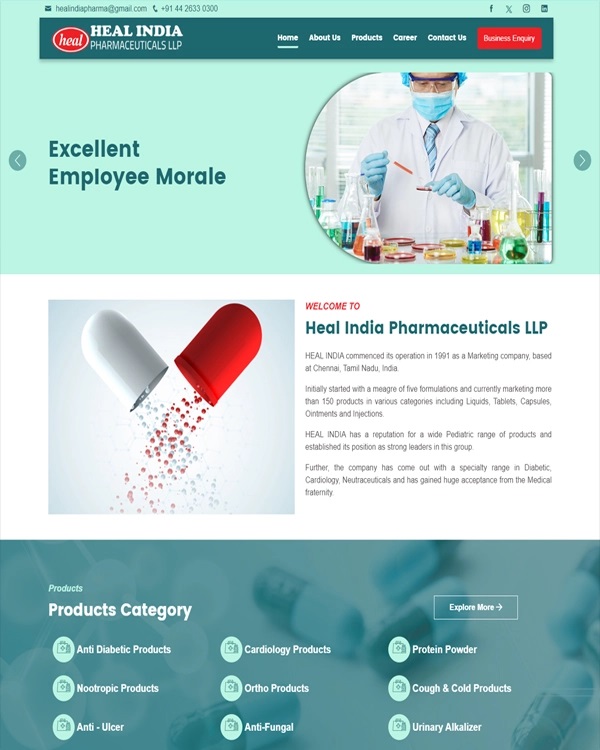 healindiapharma@gmail.com +91 44 2633 0300
heal HEAL INDIA
PHARMACEUTICALS LLP
Home About Us Products Career Contact Us Business Enquiry
Excellent
Employee Morale
WELCOME TO
Heal India Pharmaceuticals LLP
HEAL INDIA commenced its operation in 1991 as a Marketing company, based
at Chennai, Tamil Nadu, India.
Initially started with a meagre of five formulations and currently marketing more
than 150 products in various categories including Liquids, Tablets, Capsules,
Ointments and Injections.
HEAL INDIA has a reputation for a wide Pediatric range of products and
established its position as strong leaders in this group.
Further, the company has come out with a specialty range in Diabetic,
Cardiology, Neutraceuticals and has gained huge acceptance from the Medical
fraternity.
Products
Products Category
Explore More →
Anti Diabetic Products Cardiology Products Protein Powder
Nootropic Products Ortho Products Cough & Cold Products
Anti - Ulcer Anti-Fungal Urinary Alkalizer